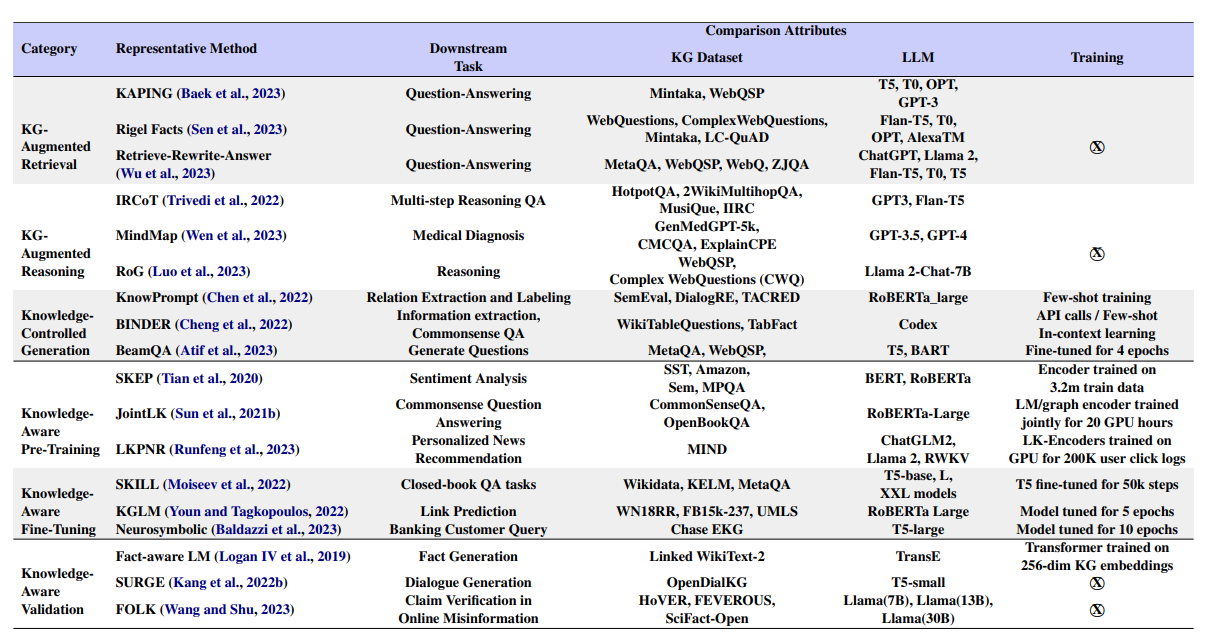 Comparison Attributes
Category Representative Method Downstream Task KG Dataset LLM Training
KG-Augmented Retrieval
KAPING (Baek et al., 2023) Question-Answering Mintaka, WebQSP T5, T0, OPT, GPT-3
Rigel Facts (Sen et al., 2023) Question-Answering WebQuestions, ComplexWebQuestions, Mintaka, LC-QuAD Flan-T5, T0, OPT, AlexaTM
Retrieve-Rewrite-Answer (Wu et al., 2023) Question-Answering MetaQA, WebQSP, WebQ, ZJQA ChatGPT, Llama 2, Flan-T5, T0, T5
Ⓧ
KG-Augmented Reasoning
IRCoT (Trivedi et al., 2022) Multi-step Reasoning QA HotpotQA, 2WikiMultihopQA, MusiQue, IIRC GPT3, Flan-T5
MindMap (Wen et al., 2023) Medical Diagnosis GenMedGPT-5k, CMCQA, ExplainCPE GPT-3.5, GPT-4
RoG (Luo et al., 2023) Reasoning WebQSP, Complex WebQuestions (CWQ) Llama 2-Chat-7B
Ⓧ
Knowledge-Controlled Generation
KnowPrompt (Chen et al., 2022) Relation Extraction and Labeling SemEval, DialogRE, TACRED RoBERTa_large Few-shot training
BINDER (Cheng et al., 2022) Information extraction, Commonsense QA WikiTableQuestions, TabFact Codex API calls / Few-shot In-context learning
BeamQA (Atif et al., 2023) Generate Questions MetaQA, WebQSP, T5, BART Fine-tuned for 4 epochs
Knowledge-Aware Pre-Training
SKEP (Tian et al., 2020) Sentiment Analysis SST, Amazon, Sem, MPQA BERT, RoBERTa Encoder trained on 3.2m train data
JointLK (Sun et al., 2021b) Commonsense Question Answering CommonSenseQA, OpenBookQA RoBERTa-Large LM/graph encoder trained jointly for 20 GPU hours
LKPNR (Runfeng et al., 2023) Personalized News Recommendation MIND ChatGLM2, Llama 2, RWKV LK-Encoders trained on GPU for 200K user click logs
Knowledge-Aware Fine-Tuning
SKILL (Moiseev et al., 2022) Closed-book QA tasks Wikidata, KELM, MetaQA T5-base, L, XXL models T5 fine-tuned for 50k steps
KGLM (Youn and Tagkopoulos, 2022) Link Prediction WN18RR, FB15k-237, UMLS RoBERTa Large Model tuned for 5 epochs
Neurosymbolic (Baldazzi et al., 2023) Banking Customer Query Chase EKG T5-large Model tuned for 10 epochs
Knowledge-Aware Validation
Fact-aware LM (Logan IV et al., 2019) Fact Generation Linked WikiText-2 TransE Transformer trained on 256-dim KG embeddings
SURGE (Kang et al., 2022b) Dialogue Generation OpenDialKG T5-small Ⓧ
FOLK (Wang and Shu, 2023) Claim Verification in Online Misinformation HoVER, FEVEROUS, SciFact-Open Llama(7B), Llama(13B), Llama(30B) Ⓧ